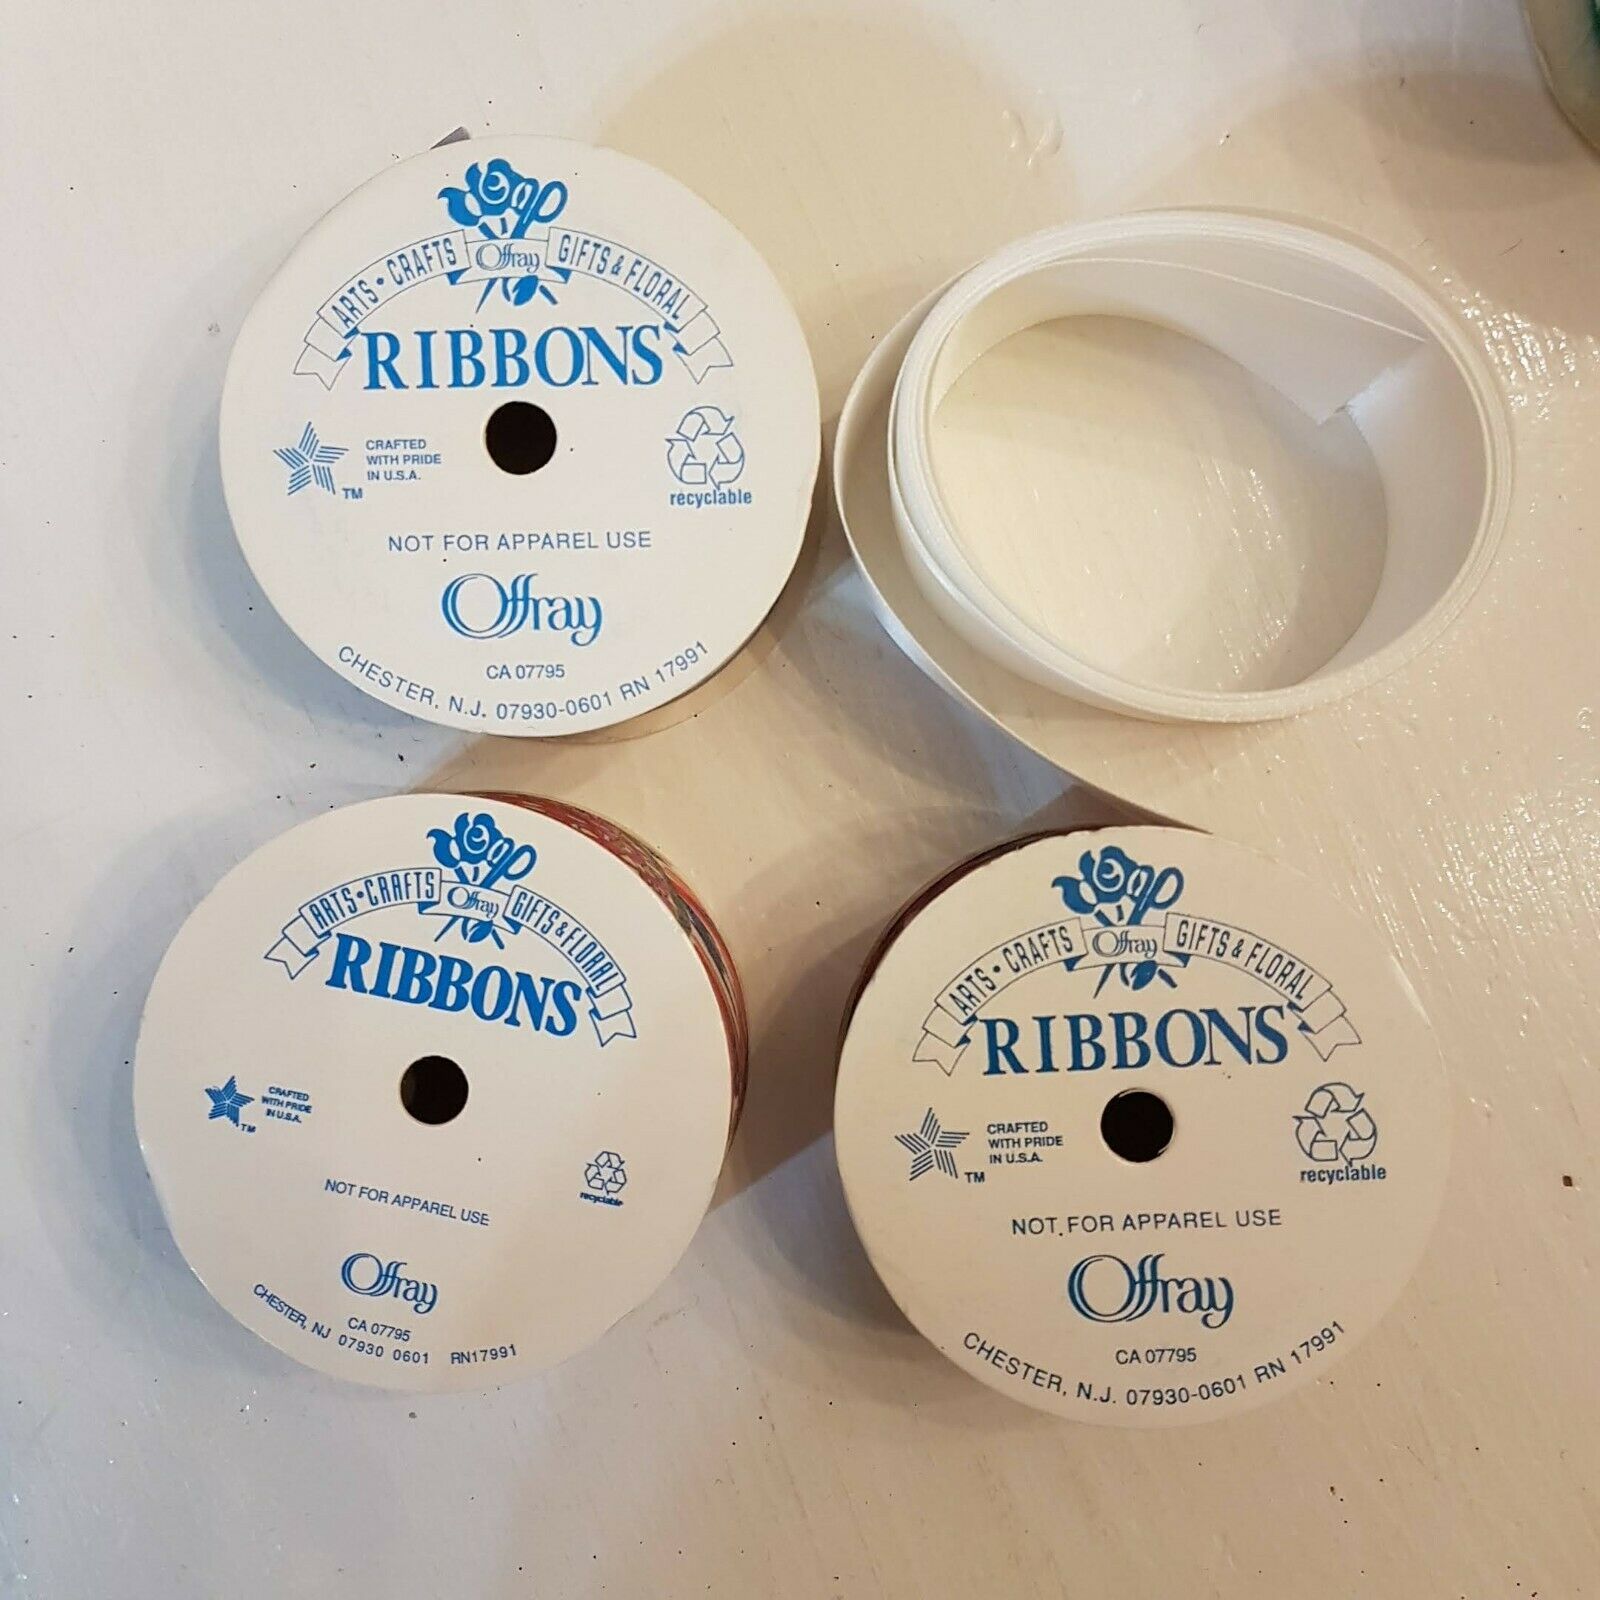 ARTS • CRAFTS Offray GIFTS & FLORAL
RIBBONS
CRAFTED
WITH PRIDE
IN U.S.A.
TM
recyclable
NOT FOR APPAREL USE
Offray
CA 07795
CHESTER, N.J. 07930-0601 RN 17991
ARTS • CRAFTS Offray GIFTS & FLORAL
RIBBONS
CRAFTED
WITH PRIDE
IN U.S.A.
TM
recyclable
NOT FOR APPAREL USE
Offray
CA 07795
CHESTER, NJ 07930 0601 RN17991
ARTS • CRAFTS Offray GIFTS & FLORAL
RIBBONS
CRAFTED
WITH PRIDE
IN U.S.A.
TM
recyclable
NOT FOR APPAREL USE
Offray
CA 07795
CHESTER, N.J. 07930-0601 RN 17991